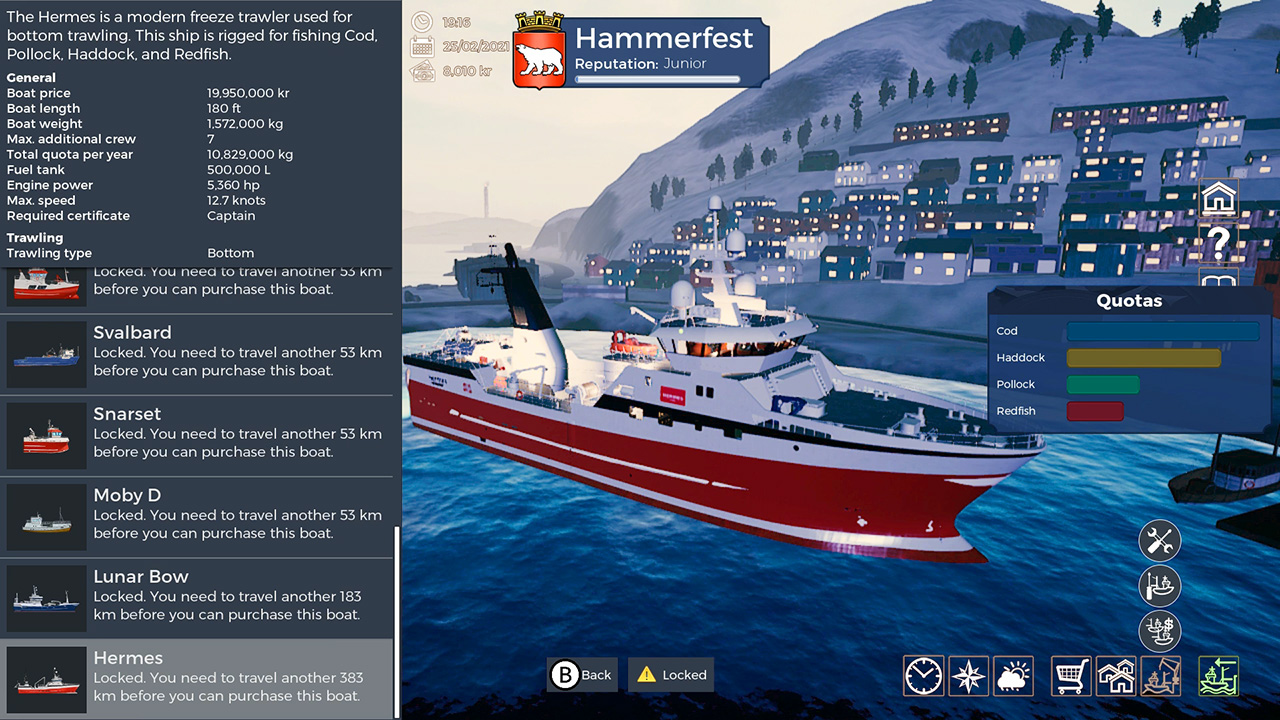 The Hermes is a modern freeze trawler used for
bottom trawling. This ship is rigged for fishing Cod,
Pollock, Haddock, and Redfish.
General
Boat price 19,950,000 kr
Boat length 180 ft
Boat weight 1,572,000 kg
Max. additional crew 7
Total quota per year 10,829,000 kg
Fuel tank 500,000 L
Engine power 5,360 hp
Max. speed 12.7 knots
Required certificate Captain
Trawling
Trawling type Bottom
Locked. You need to travel another 53 km
before you can purchase this boat.
Svalbard
Locked. You need to travel another 53 km
before you can purchase this boat.
Snarset
Locked. You need to travel another 53 km
before you can purchase this boat.
Moby D
Locked. You need to travel another 53 km
before you can purchase this boat.
Lunar Bow
Locked. You need to travel another 183
km before you can purchase this boat.
Hermes
Locked. You need to travel another 383
km before you can purchase this boat.
19:16
25/02/2021
8,010 kr
Hammerfest
Reputation: Junior
?
Quotas
Cod
Haddock
Pollock
Redfish
B Back
Locked